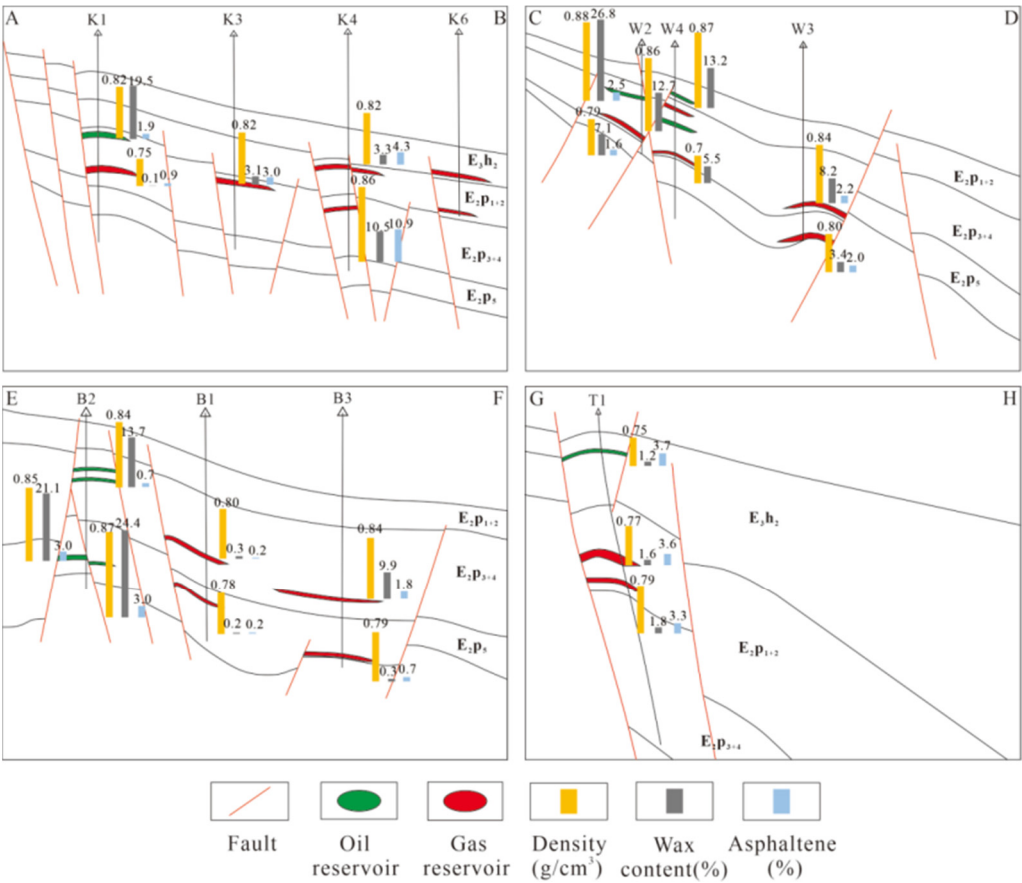 A K1 K3 K4 K6 B
0.82 19.5
1.9
0.75
0.1 0.9
0.82
3.1 3.0
0.82
3.3 4.3
0.86
10.5 10.9
E₃h₂
E₂p₁₊₂
E₂p₃₊₄
E₂p₅
C W2 W4 W3 D
0.88 26.8
2.5
0.79
7.1
1.6
0.86
12.7
0.87
13.2
0.7
5.5
0.84
8.2
2.2
0.80
3.4 2.0
E₂p₁₊₂
E₂p₃₊₄
E₂p₅
E B2 B1 B3 F
0.84
13.7
0.7
0.85
21.1
3.0
0.87 24.4
3.0
0.80
0.3 0.2
0.78
0.2 0.2
0.84
9.9
1.8
0.79
0.3 0.7
E₂p₁₊₂
E₂p₃₊₄
E₂p₅
G T1 H
0.75
1.2 3.7
0.77
1.6 3.6
0.79
1.8 3.3
E₃h₂
E₂p₁₊₂
E₂p₃₊₄
Fault
Oil
reservoir
Gas
reservoir
Density
(g/cm³)
Wax
content(%)
Asphaltene
(%)